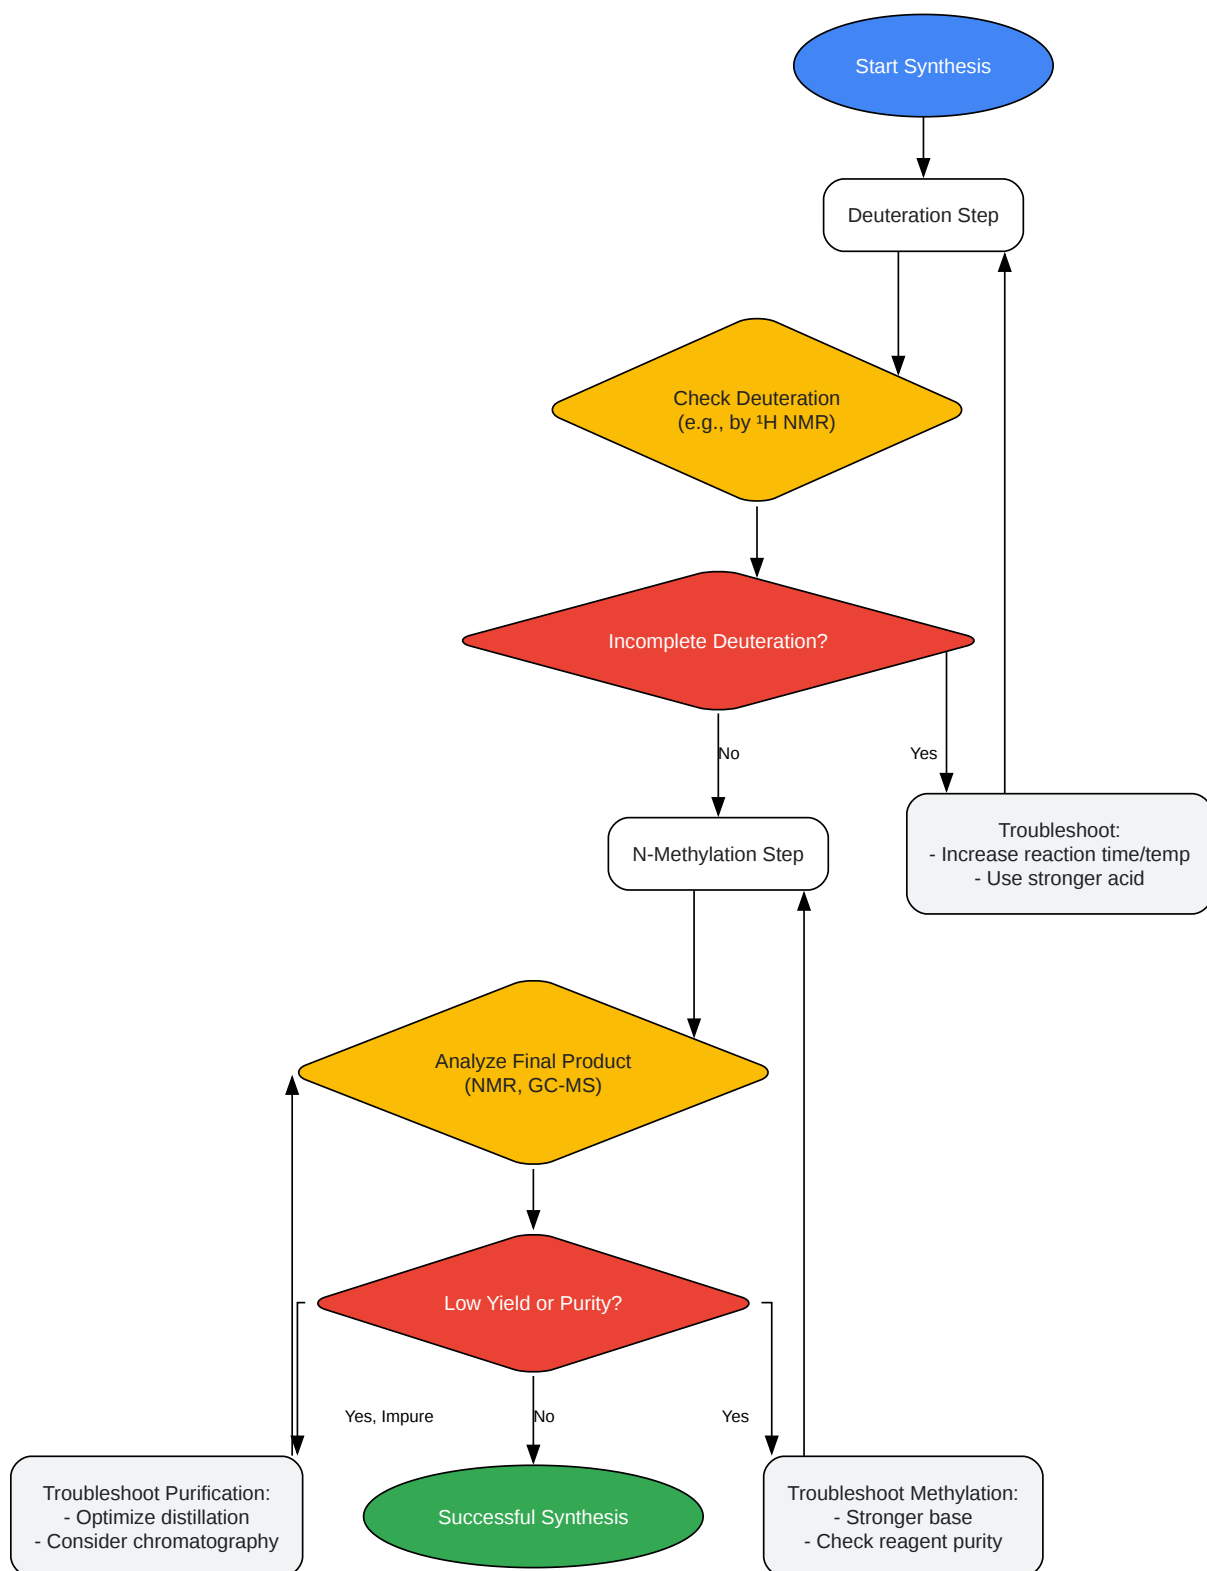 Start Synthesis
Deuteration Step
Check Deuteration
(e.g., by ¹H NMR)
Incomplete Deuteration?
No
Yes
Troubleshoot:
- Increase reaction time/temp
- Use stronger acid
N-Methylation Step
Analyze Final Product
(NMR, GC-MS)
Low Yield or Purity?
Yes, Impure
No
Yes
Troubleshoot Purification:
- Optimize distillation
- Consider chromatography
Successful Synthesis
Troubleshoot Methylation:
- Stronger base
- Check reagent purity